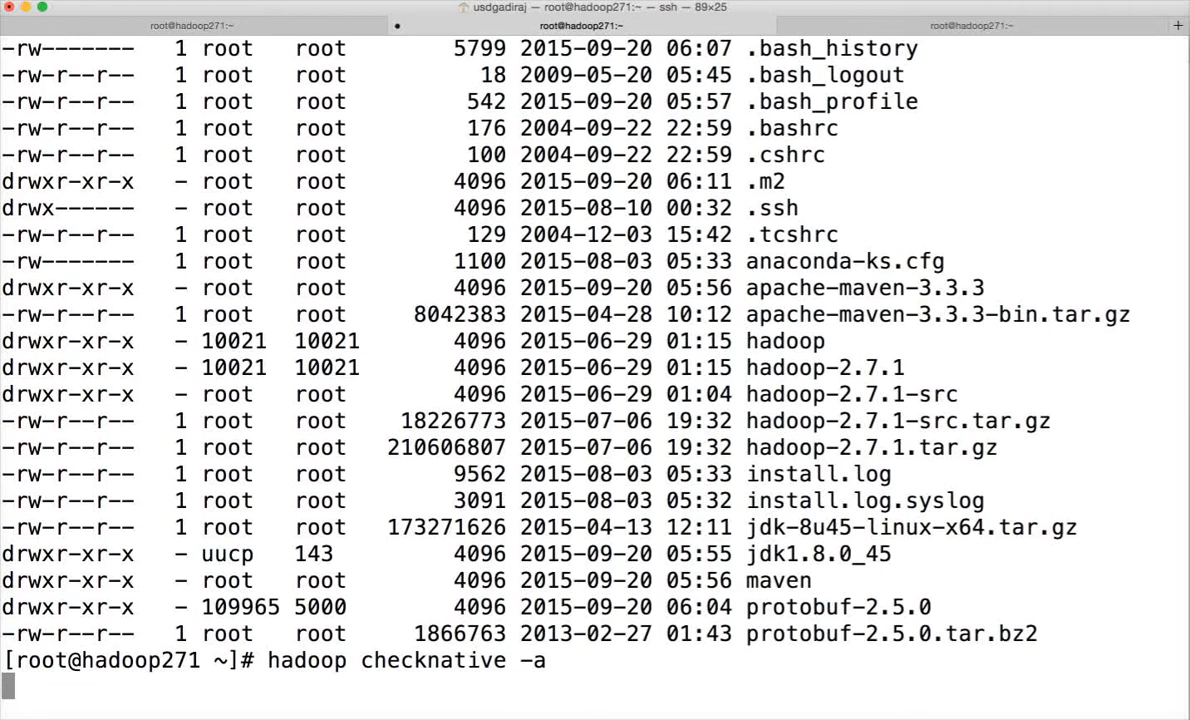 usdgadiraj — root@hadoop271:~ — ssh — 89×25
root@hadoop271:~ root@hadoop271:~ root@hadoop271:~ +
-rw------- 1 root root 5799 2015-09-20 06:07 .bash_history
-rw-r--r-- 1 root root 18 2009-05-20 05:45 .bash_logout
-rw-r--r-- 1 root root 542 2015-09-20 05:57 .bash_profile
-rw-r--r-- 1 root root 176 2004-09-22 22:59 .bashrc
-rw-r--r-- 1 root root 100 2004-09-22 22:59 .cshrc
drwxr-xr-x - root root 4096 2015-09-20 06:11 .m2
drwx------ - root root 4096 2015-08-10 00:32 .ssh
-rw-r--r-- 1 root root 129 2004-12-03 15:42 .tcshrc
-rw------- 1 root root 1100 2015-08-03 05:33 anaconda-ks.cfg
drwxr-xr-x - root root 4096 2015-09-20 05:56 apache-maven-3.3.3
-rw-r--r-- 1 root root 8042383 2015-04-28 10:12 apache-maven-3.3.3-bin.tar.gz
drwxr-xr-x - 10021 10021 4096 2015-06-29 01:15 hadoop
drwxr-xr-x - 10021 10021 4096 2015-06-29 01:15 hadoop-2.7.1
drwxr-xr-x - root root 4096 2015-06-29 01:04 hadoop-2.7.1-src
-rw-r--r-- 1 root root 18226773 2015-07-06 19:32 hadoop-2.7.1-src.tar.gz
-rw-r--r-- 1 root root 210606807 2015-07-06 19:32 hadoop-2.7.1.tar.gz
-rw-r--r-- 1 root root 9562 2015-08-03 05:33 install.log
-rw-r--r-- 1 root root 3091 2015-08-03 05:32 install.log.syslog
-rw-r--r-- 1 root root 173271626 2015-04-13 12:11 jdk-8u45-linux-x64.tar.gz
drwxr-xr-x - uucp 143 4096 2015-09-20 05:55 jdk1.8.0_45
drwxr-xr-x - root root 4096 2015-09-20 05:56 maven
drwxr-xr-x - 109965 5000 4096 2015-09-20 06:04 protobuf-2.5.0
-rw-r--r-- 1 root root 1866763 2013-02-27 01:43 protobuf-2.5.0.tar.bz2
[root@hadoop271 ~]# hadoop checknative -a